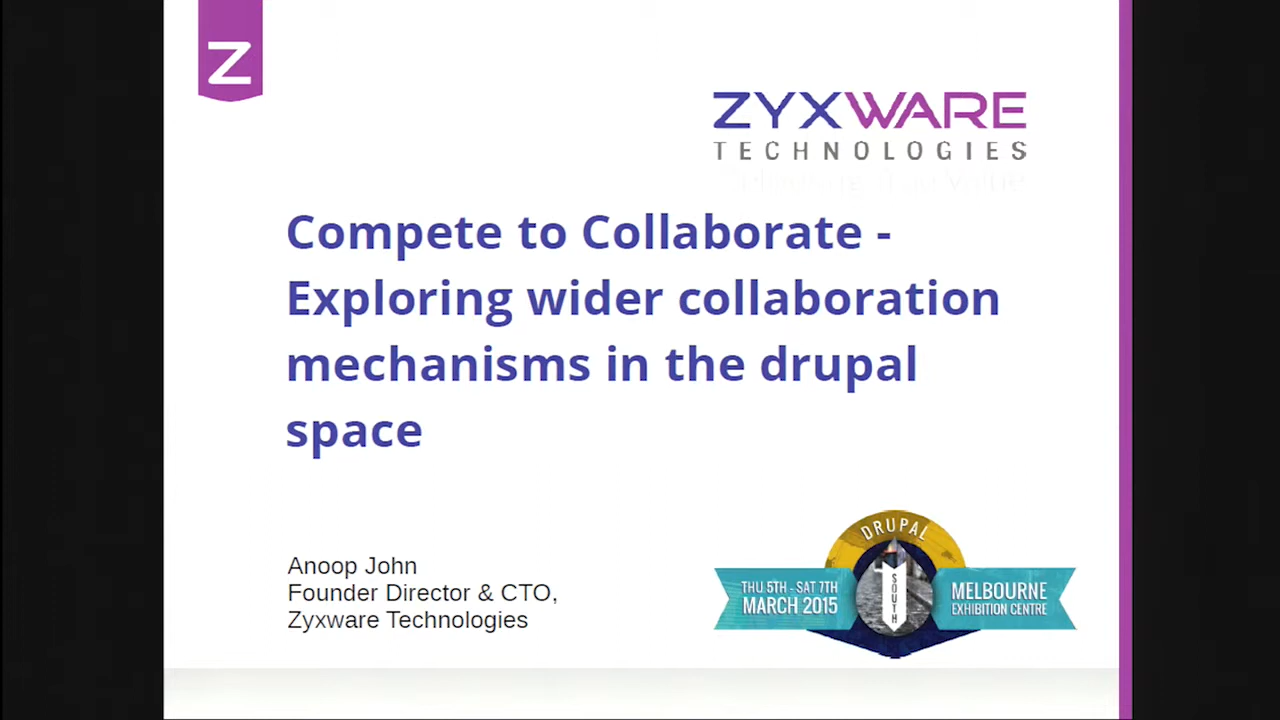 Z
ZYXWARE
TECHNOLOGIES
Compete to Collaborate -
Exploring wider collaboration
mechanisms in the drupal
space
Anoop John
Founder Director & CTO,
Zyxware Technologies
DRUPAL
SOUTH
THU 5TH - SAT 7TH
MARCH 2015
MELBOURNE
EXHIBITION CENTRE